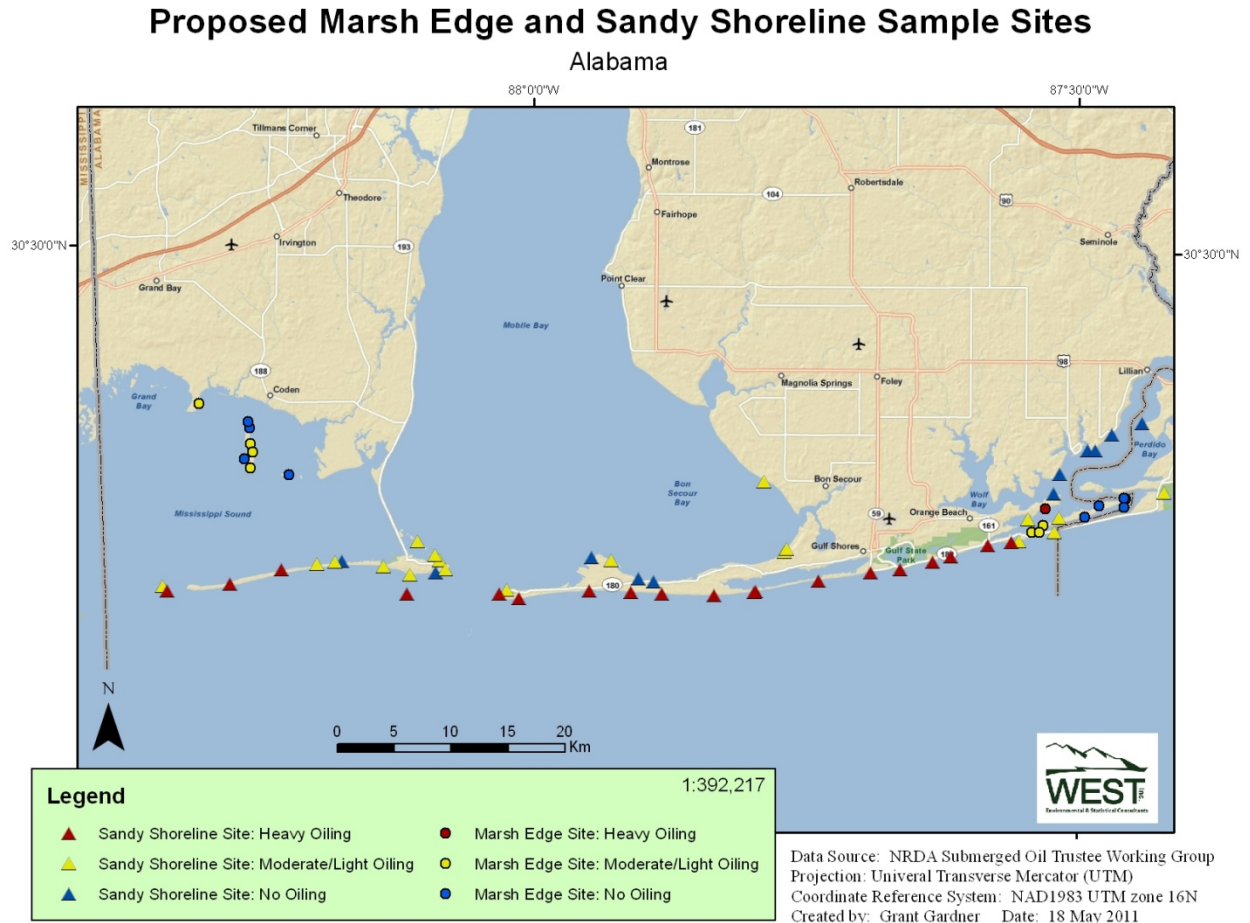 Proposed Marsh Edge and Sandy Shoreline Sample Sites
Alabama
88°0'0"W
87°30'0"W
MISSISSIPPI
ALABAMA
Tillmans Corner
181
Montrose
Theodore
Robertsdale
104
90
Fairhope
Irvington
193
Seminole
30°30'0"N
30°30'0"N
Grand Bay
Point Clear
Mobile Bay
98
188
Lillian
Magnolia Springs
Foley
Coden
Grand
Bay
Perdido
Bay
Bon Secour
Bon
Secour
Bay
Wolf
Bay
Mississippi Sound
59
Orange Beach
161
Gulf Shores
Gulf State
Park
180
N
0
5
10
15
20
Km
WEST
INC.
Environmental & Statistical Consultants
1:392,217
Legend
Sandy Shoreline Site: Heavy Oiling
Marsh Edge Site: Heavy Oiling
Sandy Shoreline Site: Moderate/Light Oiling
Marsh Edge Site: Moderate/Light Oiling
Sandy Shoreline Site: No Oiling
Marsh Edge Site: No Oiling
Data Source: NRDA Submerged Oil Trustee Working Group
Projection: Univeral Transverse Mercator (UTM)
Coordinate Reference System: NAD1983 UTM zone 16N
Created by: Grant Gardner Date: 18 May 2011